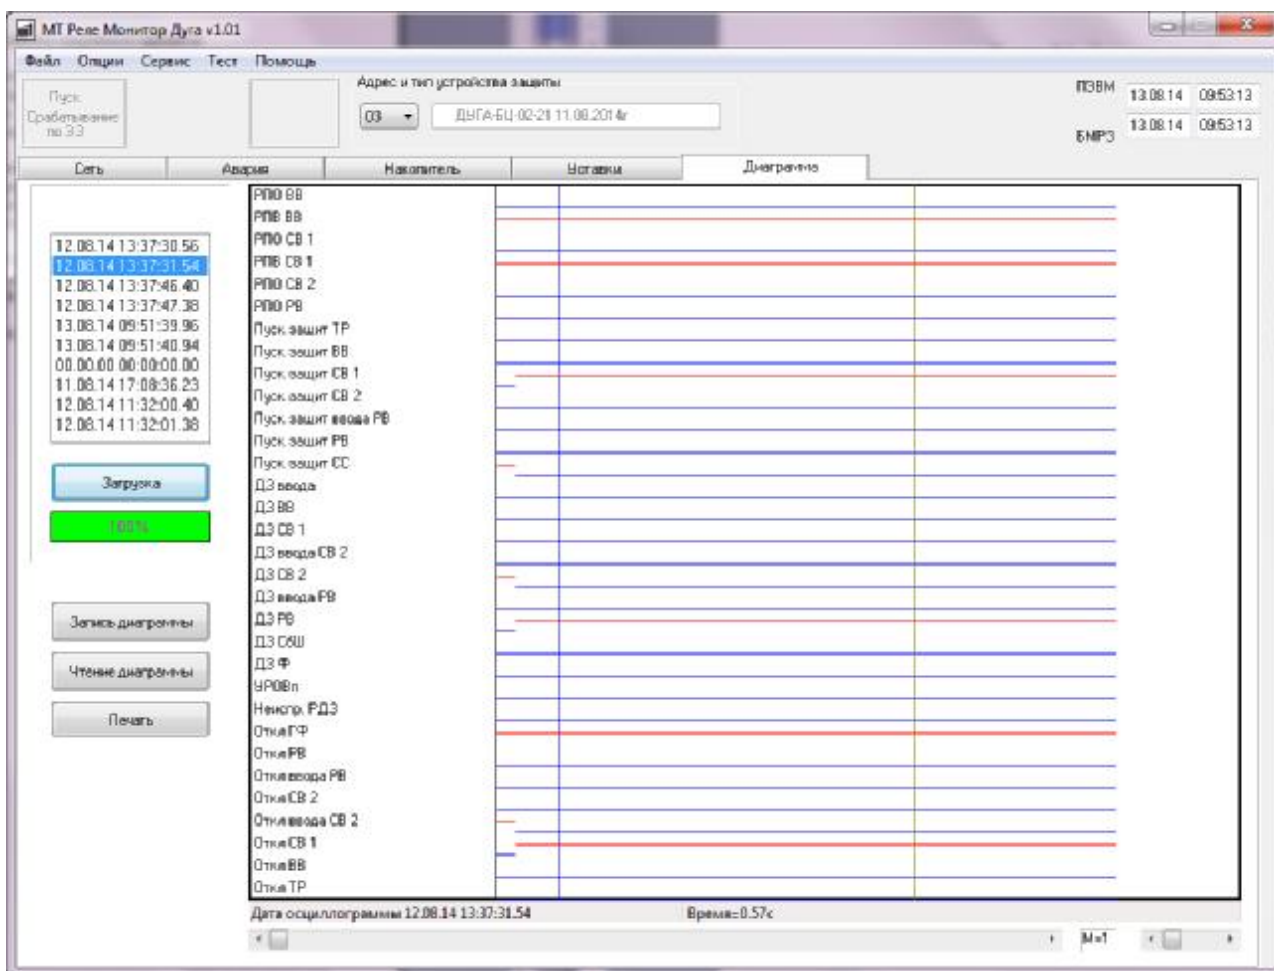 МТ Реле Монитор Дуга v1.01
Файл Опции Сервис Тест Помощь
Пуск
Срабатывание
по ЭЗ
Адрес и тип устройства защиты
03
ДУГА-БЦ-02-21 11.08.2014г
ПЭВМ 13.08.14 09:53:13
БМРЗ 13.08.14 09:53:13
Сеть Авария Накопитель Уставки Диаграмма
12.08.14 13:37:30.56
12.08.14 13:37:31.54
12.08.14 13:37:46.40
12.08.14 13:37:47.38
13.08.14 09:51:39.96
13.08.14 09:51:40.94
00.00.00 00:00:00.00
11.08.14 17:08:36.23
12.08.14 11:32:00.40
12.08.14 11:32:01.38
Загрузка
100%
Запись диаграммы
Чтение диаграммы
Печать
РПО ВВ
РПВ ВВ
РПО СВ 1
РПВ СВ 1
РПО СВ 2
РПО РВ
Пуск защит ТР
Пуск защит ВВ
Пуск защит СВ 1
Пуск защит СВ 2
Пуск защит ввода РВ
Пуск защит РВ
Пуск защит СС
ДЗ ввода
ДЗ ВВ
ДЗ СВ 1
ДЗ ввода СВ 2
ДЗ СВ 2
ДЗ ввода РВ
ДЗ РВ
ДЗ СбШ
ДЗ Ф
УРОВп
Неиспр. РДЗ
Откл ГФ
Откл РВ
Откл ввода РВ
Откл СВ 2
Откл ввода СВ 2
Откл СВ 1
Откл ВВ
Откл ТР
Дата осциллограммы 12.08.14 13:37:31.54 Время=0.57с
М=1